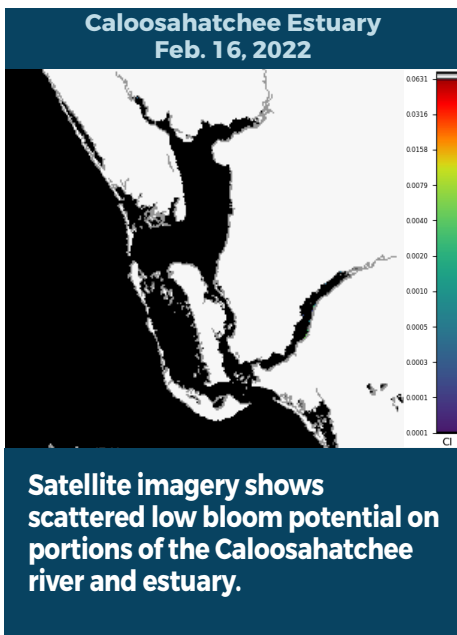 Caloosahatchee Estuary
Feb. 16, 2022
0.0631
0.0316
0.0158
0.0079
0.0040
0.0020
0.0010
0.0005
0.0003
0.0001
0.0001
CI
Satellite imagery shows
scattered low bloom potential on
portions of the Caloosahatchee
river and estuary.